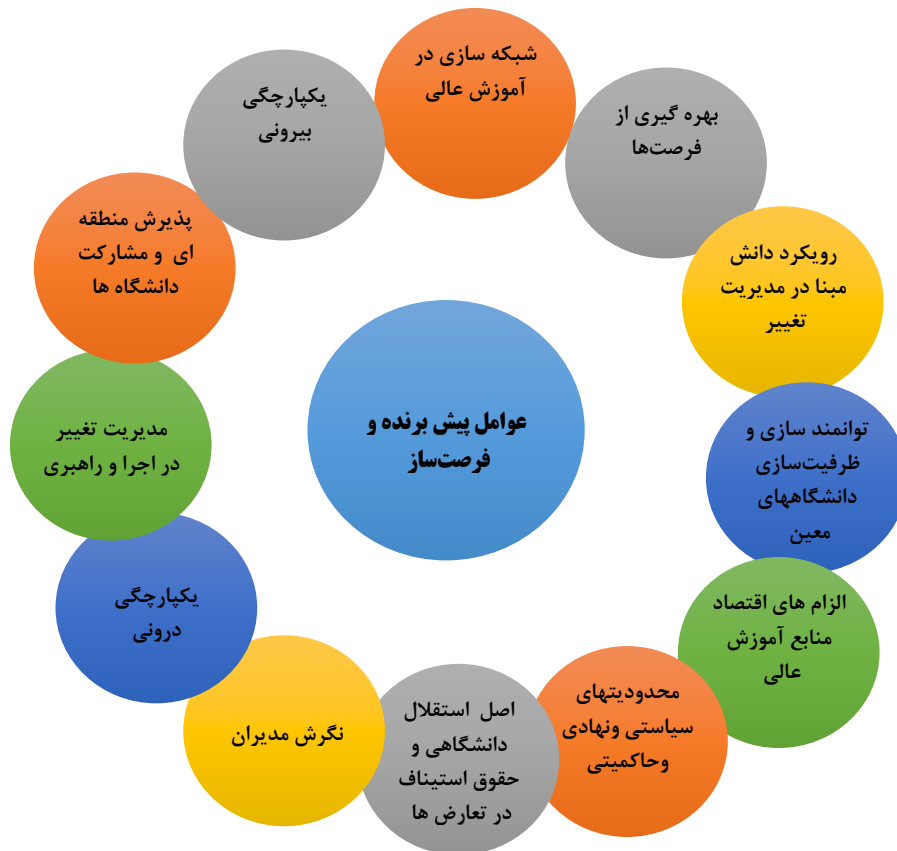 شبکه سازی در
آموزش عالی
بهره گیری از
فرصت‌ها
رویکرد دانش
مبنا در مدیریت
تغییر
توانمند سازی و
ظرفیت‌سازی
دانشگاههای
معین
الزام های اقتصاد
منابع آموزش
عالی
محدودیتهای
سیاستی ونهادی
وحاکمیتی
اصل استقلال
دانشگاهی و
حقوق استیناف
در تعارض ها
نگرش مدیران
یکپارچگی
درونی
مدیریت تغییر
در اجرا و راهبری
پذیرش منطقه
ای و مشارکت
دانشگاه ها
یکپارچگی
بیرونی
عوامل پیش برنده و
فرصت‌ساز